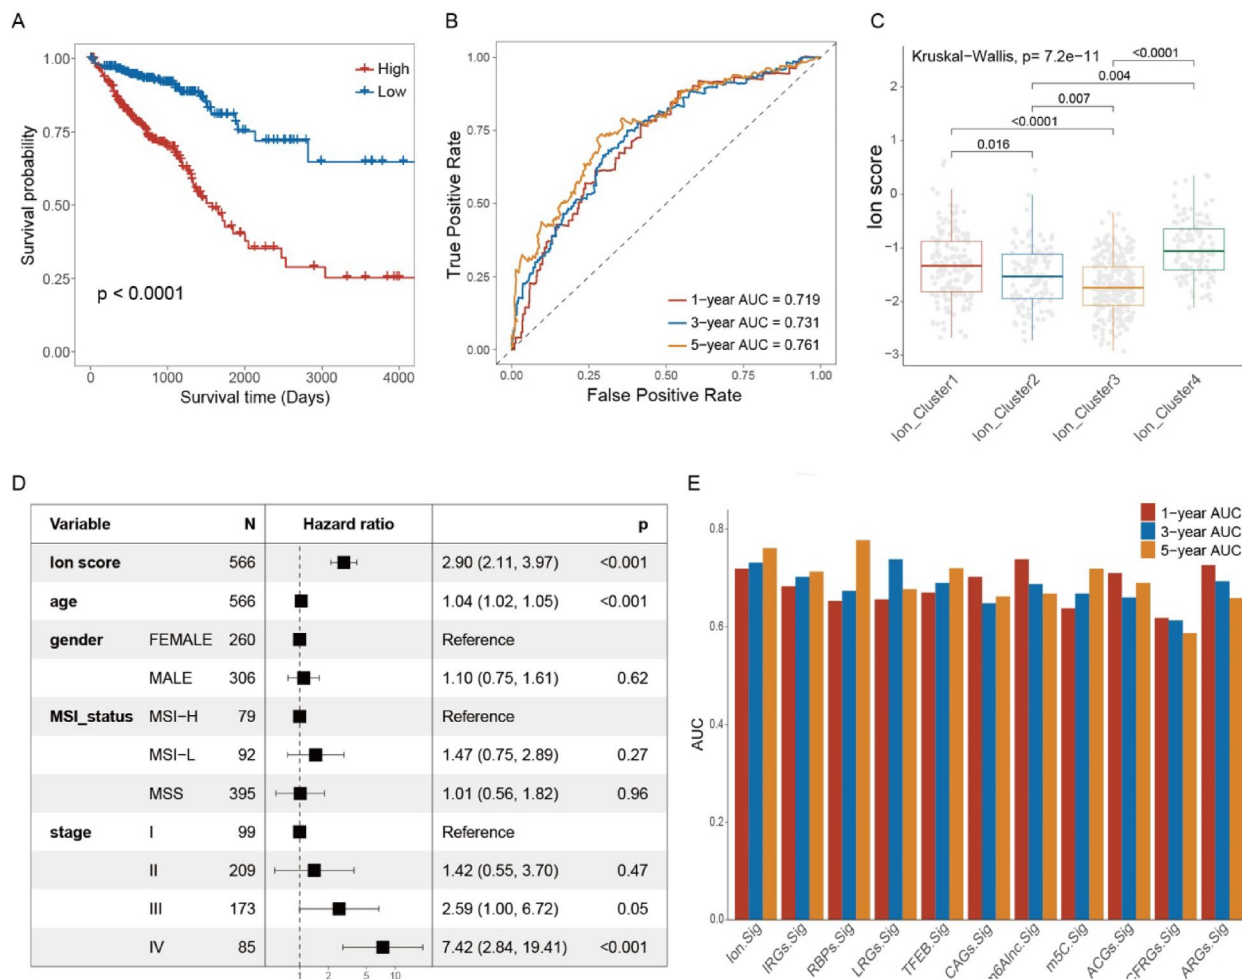 A
1.00
0.75
0.50
0.25
0.00
Survival probability
High
Low
p < 0.0001
0
1000
2000
3000
4000
Survival time (Days)
B
1.00
0.75
0.50
0.25
0.00
True Positive Rate
1−year AUC = 0.719
3−year AUC = 0.731
5−year AUC = 0.761
0.00
0.25
0.50
0.75
1.00
False Positive Rate
C
Kruskal−Wallis, p= 7.2e−11
<0.0001
0.004
0.007
<0.0001
0.016
2
1
0
−1
−2
−3
Ion score
Ion_Cluster1
Ion_Cluster2
Ion_Cluster3
Ion_Cluster4
D
Variable N Hazard ratio p
Ion score 566 2.90 (2.11, 3.97) <0.001
age 566 1.04 (1.02, 1.05) <0.001
gender FEMALE 260 Reference
MALE 306 1.10 (0.75, 1.61) 0.62
MSI_status MSI−H 79 Reference
MSI−L 92 1.47 (0.75, 2.89) 0.27
MSS 395 1.01 (0.56, 1.82) 0.96
stage I 99 Reference
II 209 1.42 (0.55, 3.70) 0.47
III 173 2.59 (1.00, 6.72) 0.05
IV 85 7.42 (2.84, 19.41) <0.001
1 2 5 10
E
1-year AUC
3-year AUC
5-year AUC
0.8
0.6
0.4
0.2
0.0
AUC
Ion.Sig
IRGs.Sig
RBPs.Sig
LRGs.Sig
TFEB.Sig
CAGs.Sig
m6Alnc.Sig
m5C.Sig
ACGs.Sig
CFRGs.Sig
ARGs.Sig